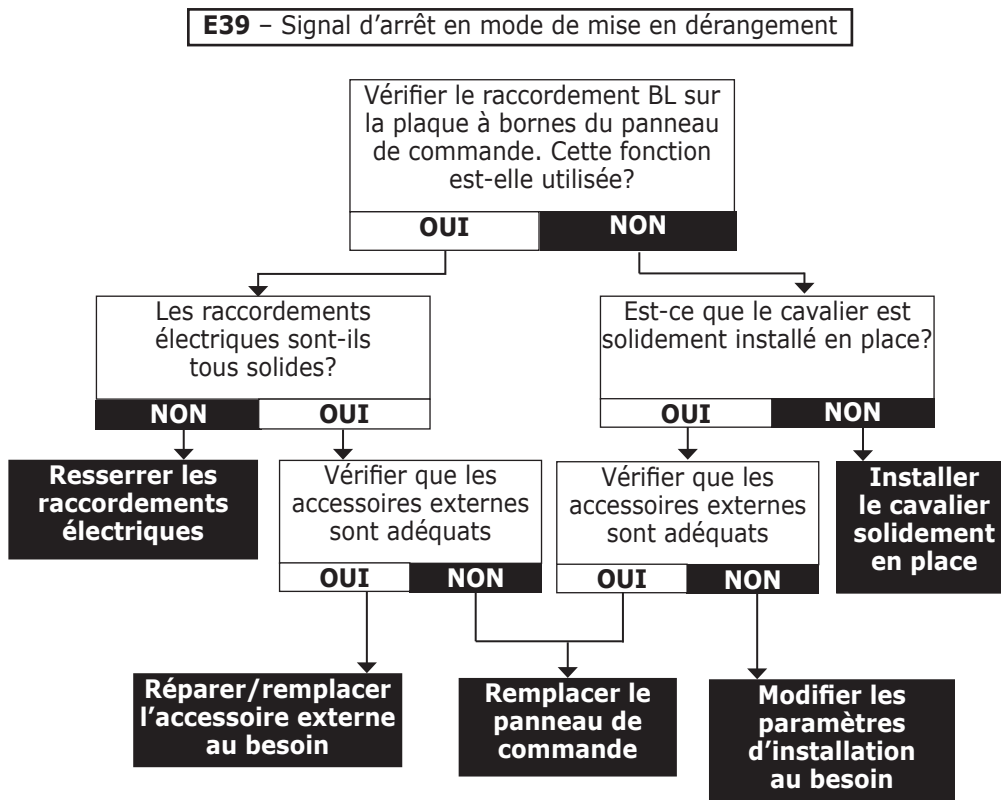 E39 – Signal d’arrêt en mode de mise en dérangement
Vérifier le raccordement BL sur
la plaque à bornes du panneau
de commande. Cette fonction
est-elle utilisée?
OUI
NON
Les raccordements
électriques sont-ils
tous solides?
NON
OUI
Est-ce que le cavalier est
solidement installé en place?
OUI
NON
Resserrer les
raccordements
électriques
Vérifier que les
accessoires externes
sont adéquats
OUI
NON
Vérifier que les
accessoires externes
sont adéquats
OUI
NON
Installer
le cavalier
solidement
en place
Réparer/remplacer
l’accessoire externe
au besoin
Remplacer le
panneau de
commande
Modifier les
paramètres
d’installation
au besoin